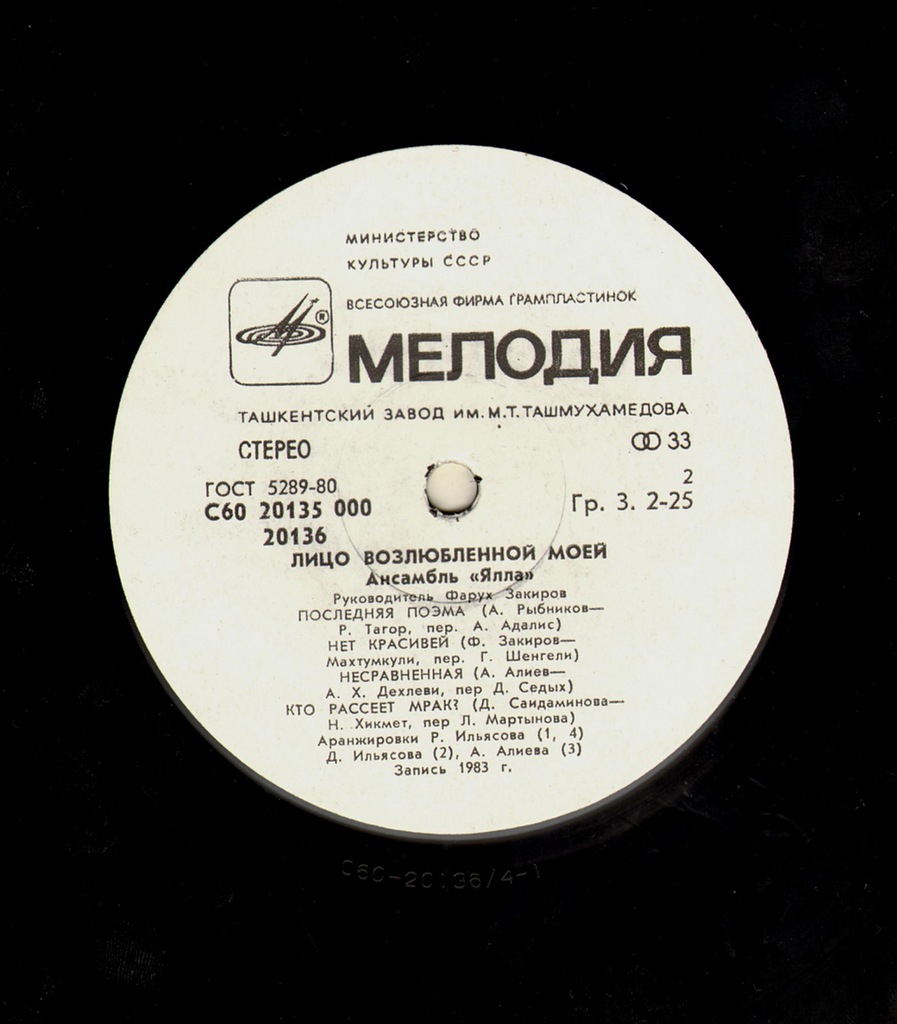 МИНИСТЕРСТВО
КУЛЬТУРЫ СССР
ВСЕСОЮЗНАЯ ФИРМА ГРАМПЛАСТИНОК
®
МЕЛОДИЯ
ТАШКЕНТСКИЙ ЗАВОД ИМ. М.Т. ТАШМУХАМЕДОВА
СТЕРЕО
33
ГОСТ 5289-80
2
С60 20135 000
Гр. 3. 2-25
20136
ЛИЦО ВОЗЛЮБЛЕННОЙ МОЕЙ
Ансамбль «Ялла»
Руководитель Фарух Закиров
ПОСЛЕДНЯЯ ПОЭМА (А. Рыбников—
Р. Тагор, пер. А. Адалис)
НЕТ КРАСИВЕЙ (Ф. Закиров—
Махтумкули, пер. Г. Шенгели)
НЕСРАВНЕННАЯ (А. Алиев—
А. Х. Дехлеви, пер Д. Седых)
КТО РАССЕЕТ МРАК? (Д. Саидаминова—
Н. Хикмет, пер Л. Мартынова)
Аранжировки Р. Ильясова (1, 4)
Д. Ильясова (2), А. Алиева (3)
Запись 1983 г.
С60-20136/4-1